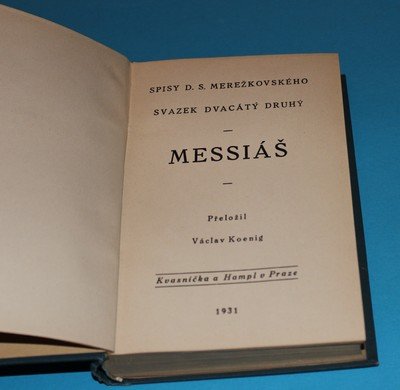 SPISY D. S. MEREŽKOVSKÉHO
SVAZEK DVACÁTÝ DRUHÝ
—
MESSIÁŠ
—
Přeložil
Václav Koenig
Kvasnička a Hampl v Praze
1931